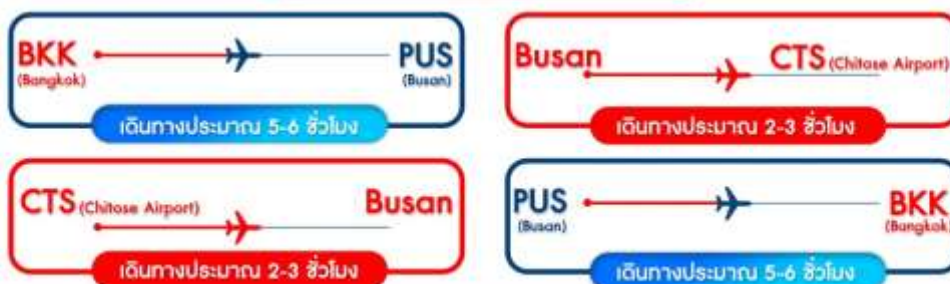 BKK
(Bangkok)
PUS
(Busan)
เดินทางประมาณ 5-6 ชั่วโมง
Busan
CTS (Chitose Airport)
เดินทางประมาณ 2-3 ชั่วโมง
CTS (Chitose Airport)
Busan
เดินทางประมาณ 2-3 ชั่วโมง
PUS
(Busan)
BKK
(Bangkok)
เดินทางประมาณ 5-6 ชั่วโมง